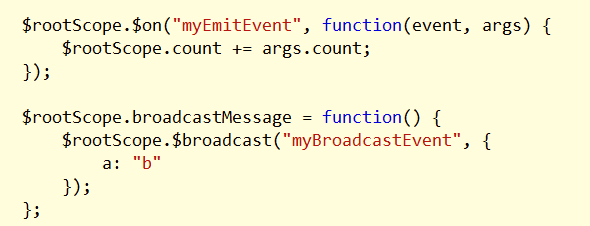 $rootScope.$on("myEmitEvent", function(event, args) {
    $rootScope.count += args.count;
});

$rootScope.broadcastMessage = function() {
    $rootScope.$broadcast("myBroadcastEvent", {
        a: "b"
    });
};